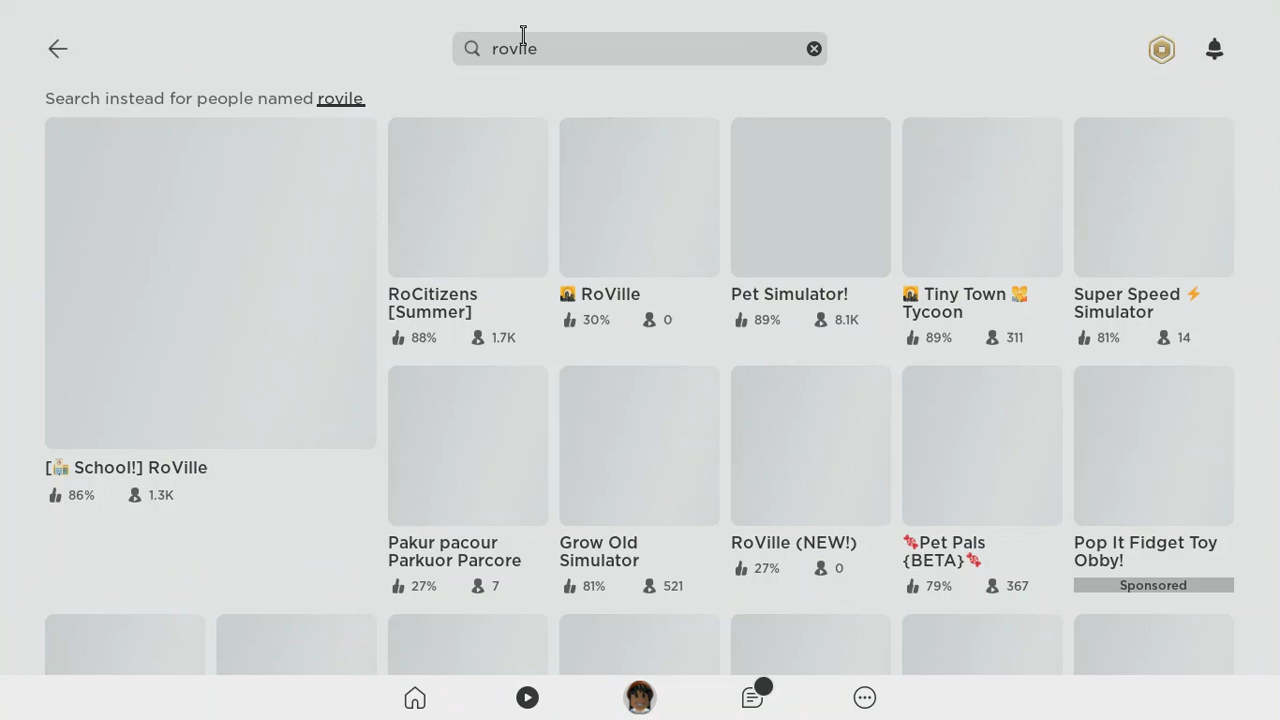 rovile
Search instead for people named rovile
[🏫 School!] RoVille
86% 1.3K
RoCitizens
[Summer]
88% 1.7K
🌇 RoVille
30% 0
Pet Simulator!
89% 8.1K
🌇 Tiny Town 🌼
Tycoon
89% 311
Super Speed ⚡
Simulator
81% 14
Pakur pacour
Parkuor Parcore
27% 7
Grow Old
Simulator
81% 521
RoVille (NEW!)
27% 0
🍬Pet Pals
{BETA}🍬
79% 367
Pop It Fidget Toy
Obby!
Sponsored